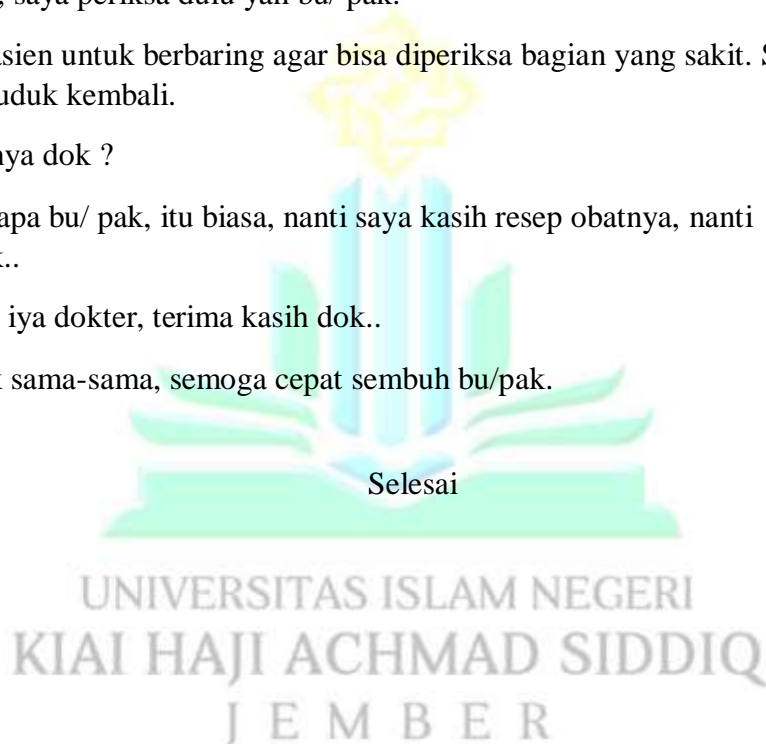 , saya periksa dulu yah bu/ pak.
asien untuk berbaring agar bisa diperiksa bagian yang sakit. S
uduk kembali.
nya dok ?
apa bu/ pak, itu biasa, nanti saya kasih resep obatnya, nanti
k..
iya dokter, terima kasih dok..
k sama-sama, semoga cepat sembuh bu/pak.
Selesai
UNIVERSITAS ISLAM NEGERI
KIAI HAJI ACHMAD SIDDIQ
JEMBER